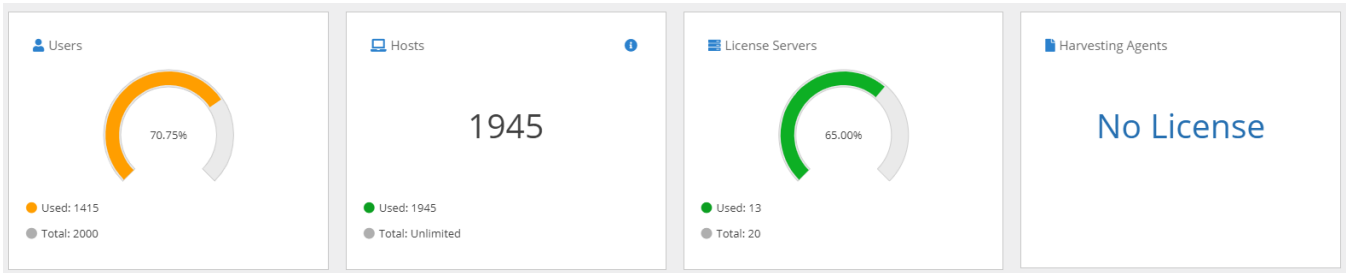 Users
70.75%
Used: 1415
Total: 2000
Hosts
1945
Used: 1945
Total: Unlimited
License Servers
65.00%
Used: 13
Total: 20
Harvesting Agents
No License